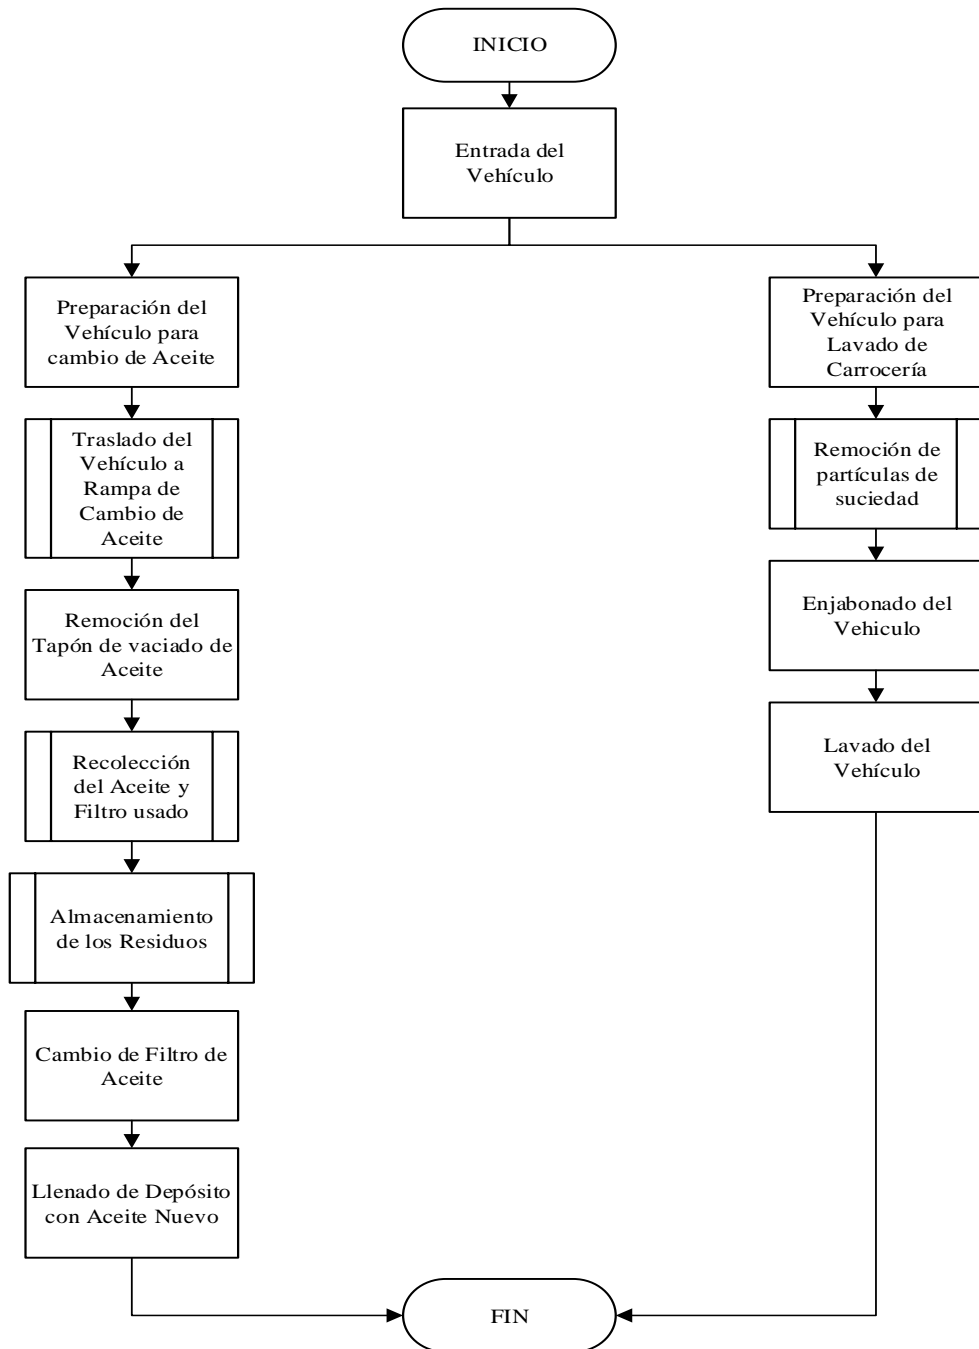 INICIO
Entrada del
Vehículo
Preparación del
Vehículo para
cambio de Aceite
Traslado del
Vehículo a
Rampa de
Cambio de
Aceite
Remoción del
Tapón de vaciado de
Aceite
Recolección
del Aceite y
Filtro usado
Almacenamiento
de los Residuos
Cambio de Filtro de
Aceite
Llenado de Depósito
con Aceite Nuevo
Preparación del
Vehículo para
Lavado de
Carrocería
Remoción de
partículas de
suciedad
Enjabonado del
Vehiculo
Lavado del
Vehículo
FIN